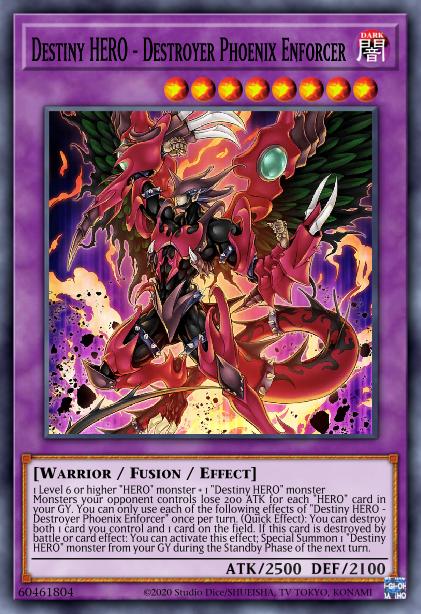 DESTINY HERO - DESTROYER PHOENIX ENFORCER
DARK
闇
[WARRIOR / FUSION / EFFECT]
1 Level 6 or higher "HERO" monster + 1 "Destiny HERO" monster
Monsters your opponent controls lose 200 ATK for each "HERO" card in
your GY. You can only use each of the following effects of "Destiny HERO -
Destroyer Phoenix Enforcer" once per turn. (Quick Effect): You can destroy
both 1 card you control and 1 card on the field. If this card is destroyed by
battle or card effect: You can activate this effect; Special Summon 1 "Destiny
HERO" monster from your GY during the Standby Phase of the next turn.
ATK/2500 DEF/2100
60461804
©2020 Studio Dice/SHUEISHA, TV TOKYO, KONAMI